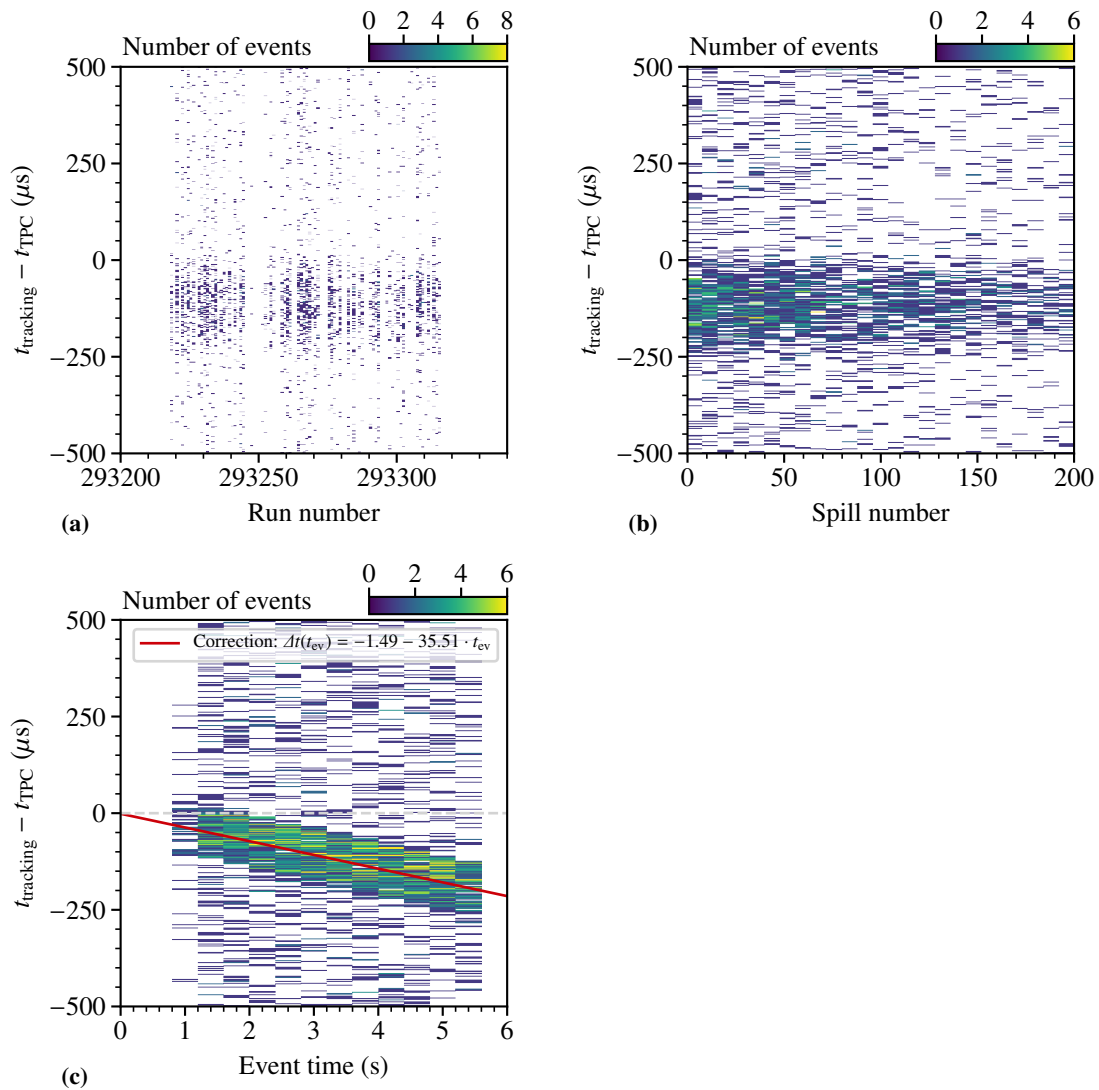 0 2 4 6 8
Number of events
500
250
0
−250
−500
t_tracking − t_TPC (μs)
293200 293260 293300
Run number
(a)
0 2 4 6
Number of events
500
250
0
−250
−500
t_tracking − t_TPC (μs)
0 50 100 150 200
Spill number
(b)
0 2 4 6
Number of events
500
250
0
−250
−500
t_tracking − t_TPC (μs)
Correction: Δt(t_ev) = −1.49 − 35.51 · t_ev
0 1 2 3 4 5 6
Event time (s)
(c)